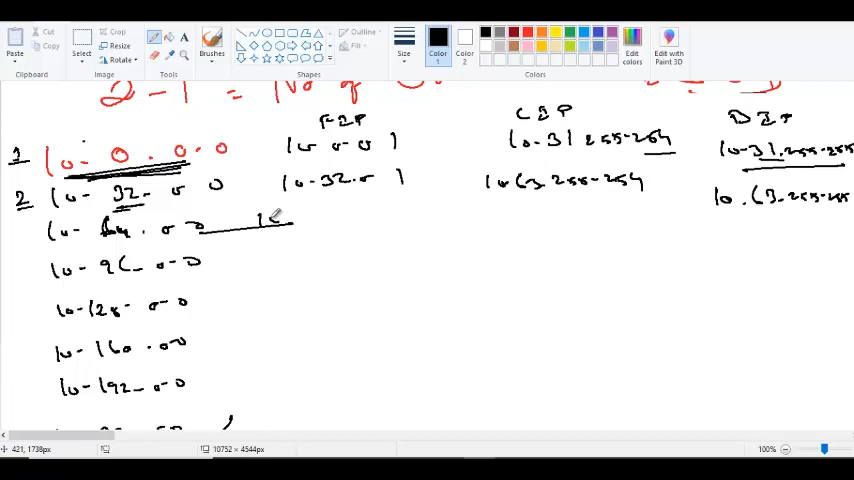 Paste
Cut
Copy
Clipboard
Select
Crop
Resize
Rotate
Image
Tools
Brushes
Shapes
Outline
Fill
Size
Color 1
Color 2
Edit colors
Colors
Edit with Paint 3D
2 - 1 = No of
FIP LIP DIP
1 10- 0 . 0. 0 10 0 0 1 10-31 255-254 10-31.255-255
2 10- 32- 0 0 10-32.0 1 10.63.255-254 10.63.255-255
10- 64. 0 0
10- 96- 0-0
10-128- 0-0
10- 160 . 0-0
10- 192- 0-0
421, 1738px
10752 × 4544px
100%